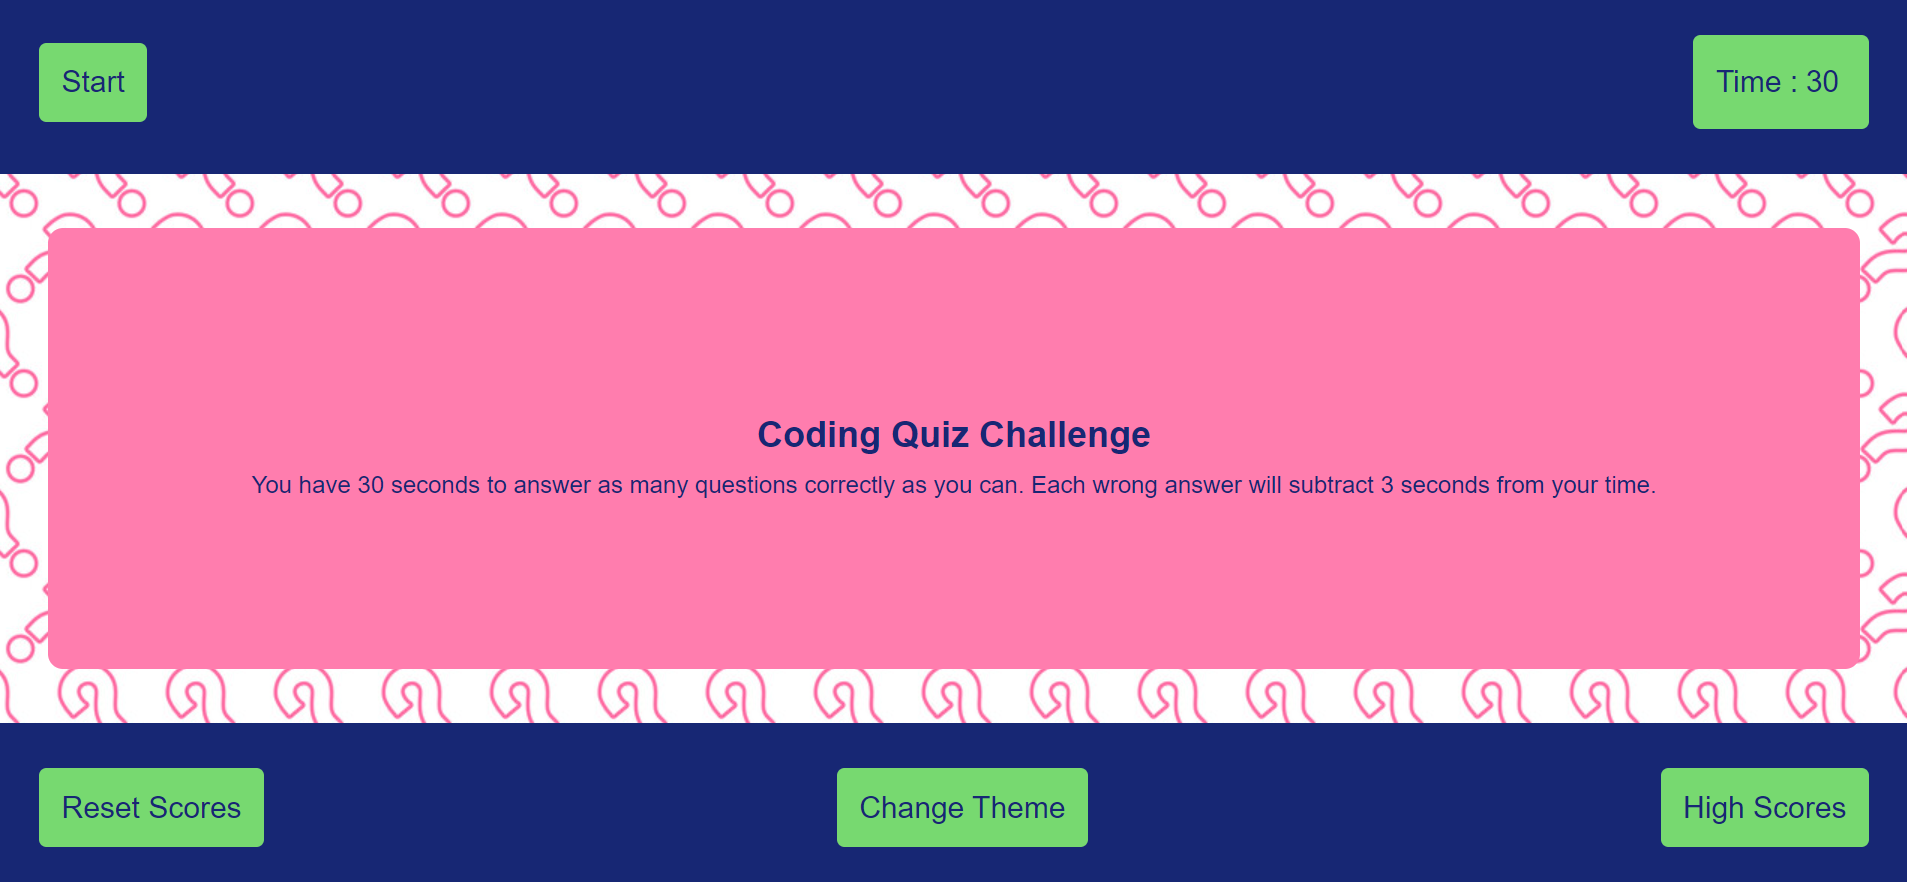 Start
Time : 30
Coding Quiz Challenge
You have 30 seconds to answer as many questions correctly as you can. Each wrong answer will subtract 3 seconds from your time.
Reset Scores
Change Theme
High Scores